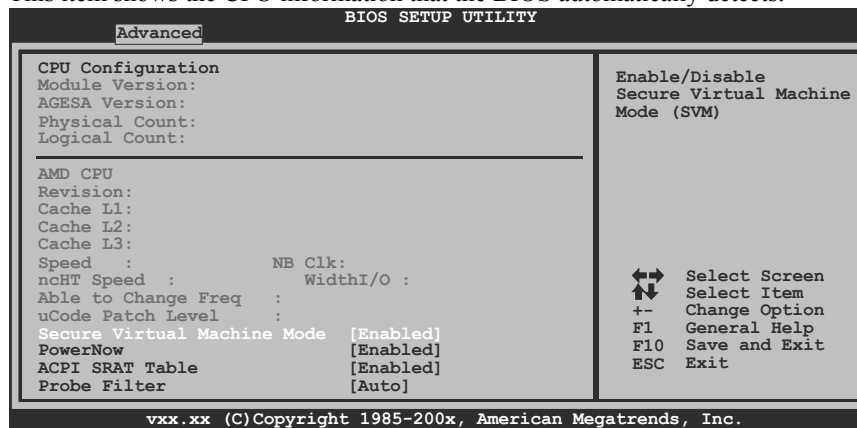 This item shows the CPU information that the BIOS automatically detects.
BIOS SETUP UTILITY
Advanced
CPU Configuration
Module Version:
AGESA Version:
Physical Count:
Logical Count:
AMD CPU
Revision:
Cache L1:
Cache L2:
Cache L3:
Speed : NB Clk:
ncHT Speed : WidthI/O :
Able to Change Freq :
uCode Patch Level :
Secure Virtual Machine Mode [Enabled]
PowerNow [Enabled]
ACPI SRAT Table [Enabled]
Probe Filter [Auto]
Enable/Disable
Secure Virtual Machine
Mode (SVM)
Select Screen
Select Item
+- Change Option
F1 General Help
F10 Save and Exit
ESC Exit
vxx.xx (C)Copyright 1985-200x, American Megatrends, Inc.